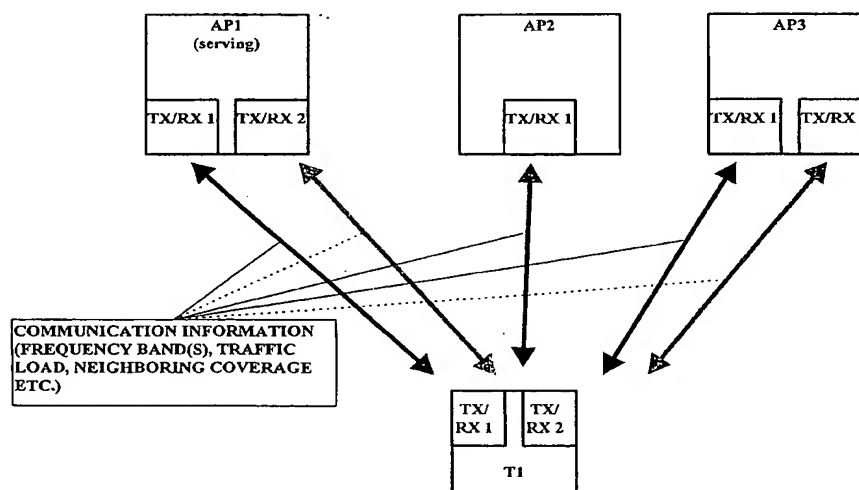 AP1
(serving)
AP2
AP3
TX/RX 1
TX/RX 2
TX/RX 1
TX/RX 1
TX/RX
COMMUNICATION INFORMATION
(FREQUENCY BAND(S), TRAFFIC
LOAD, NEIGHBORING COVERAGE
ETC.)
TX/
RX 1
TX/
RX 2
T1